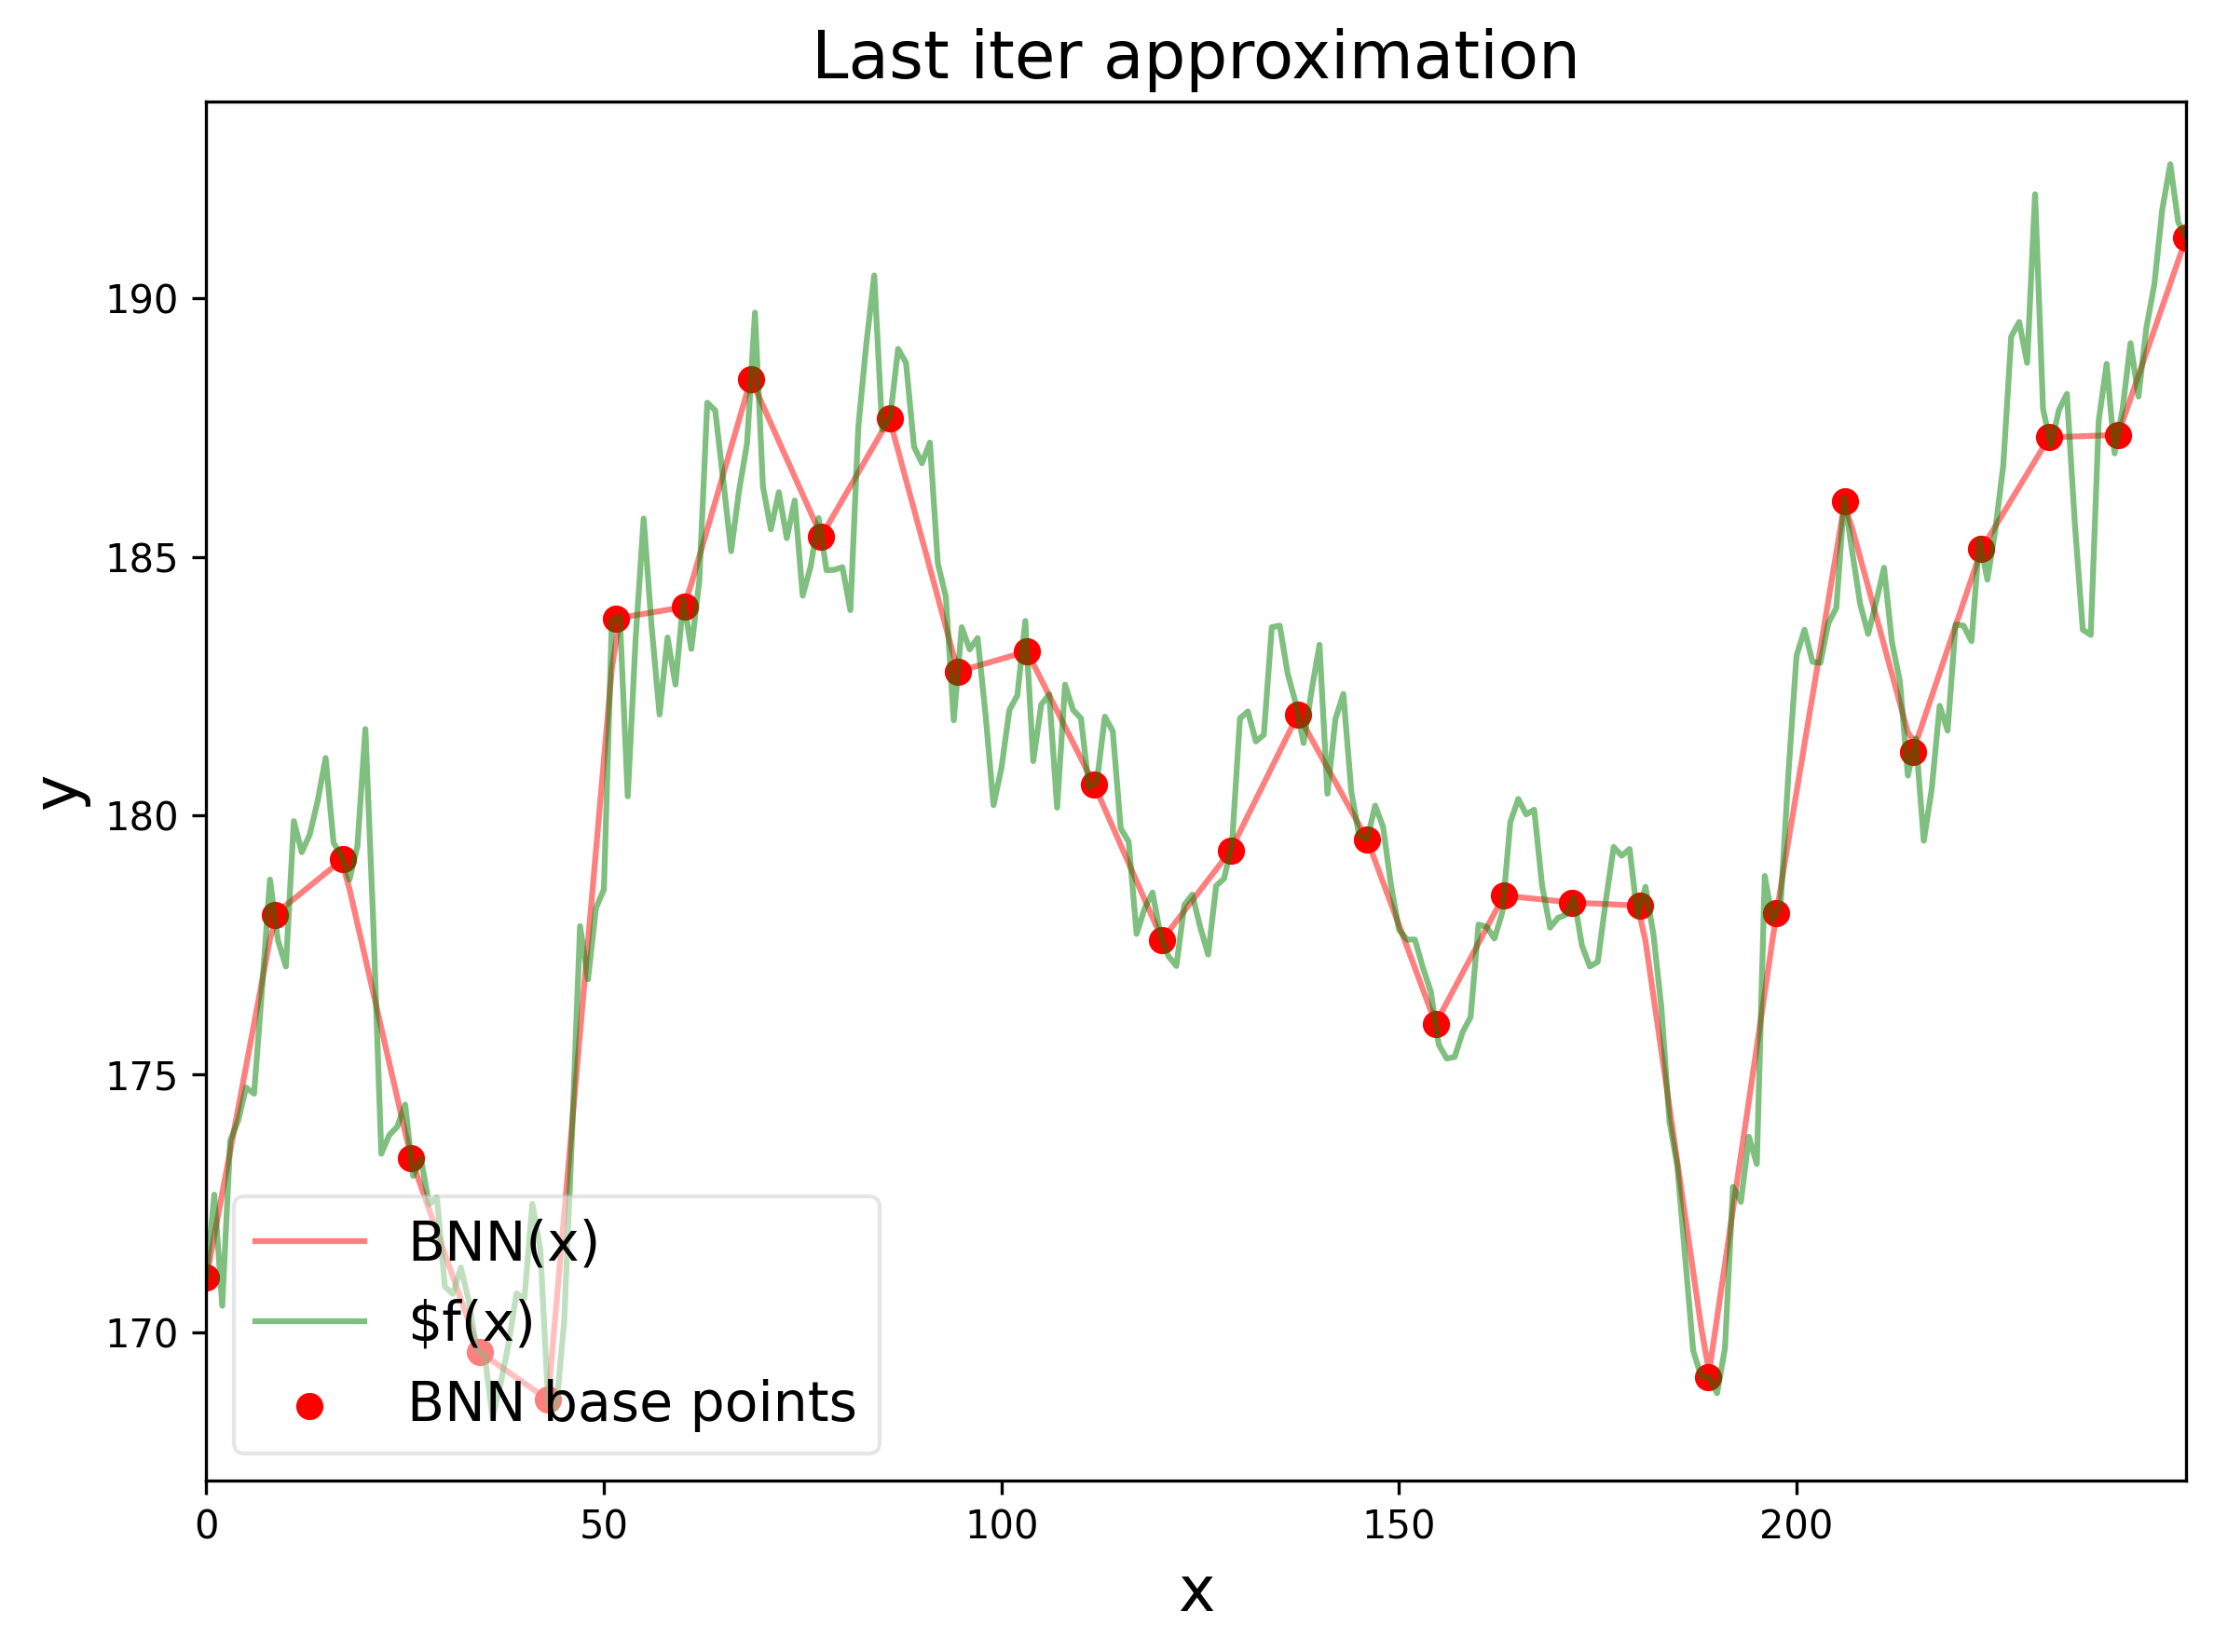 Last iter approximation
y
190
185
180
175
170
BNN(x)
$f(x)
BNN base points
0 50 100 150 200
x